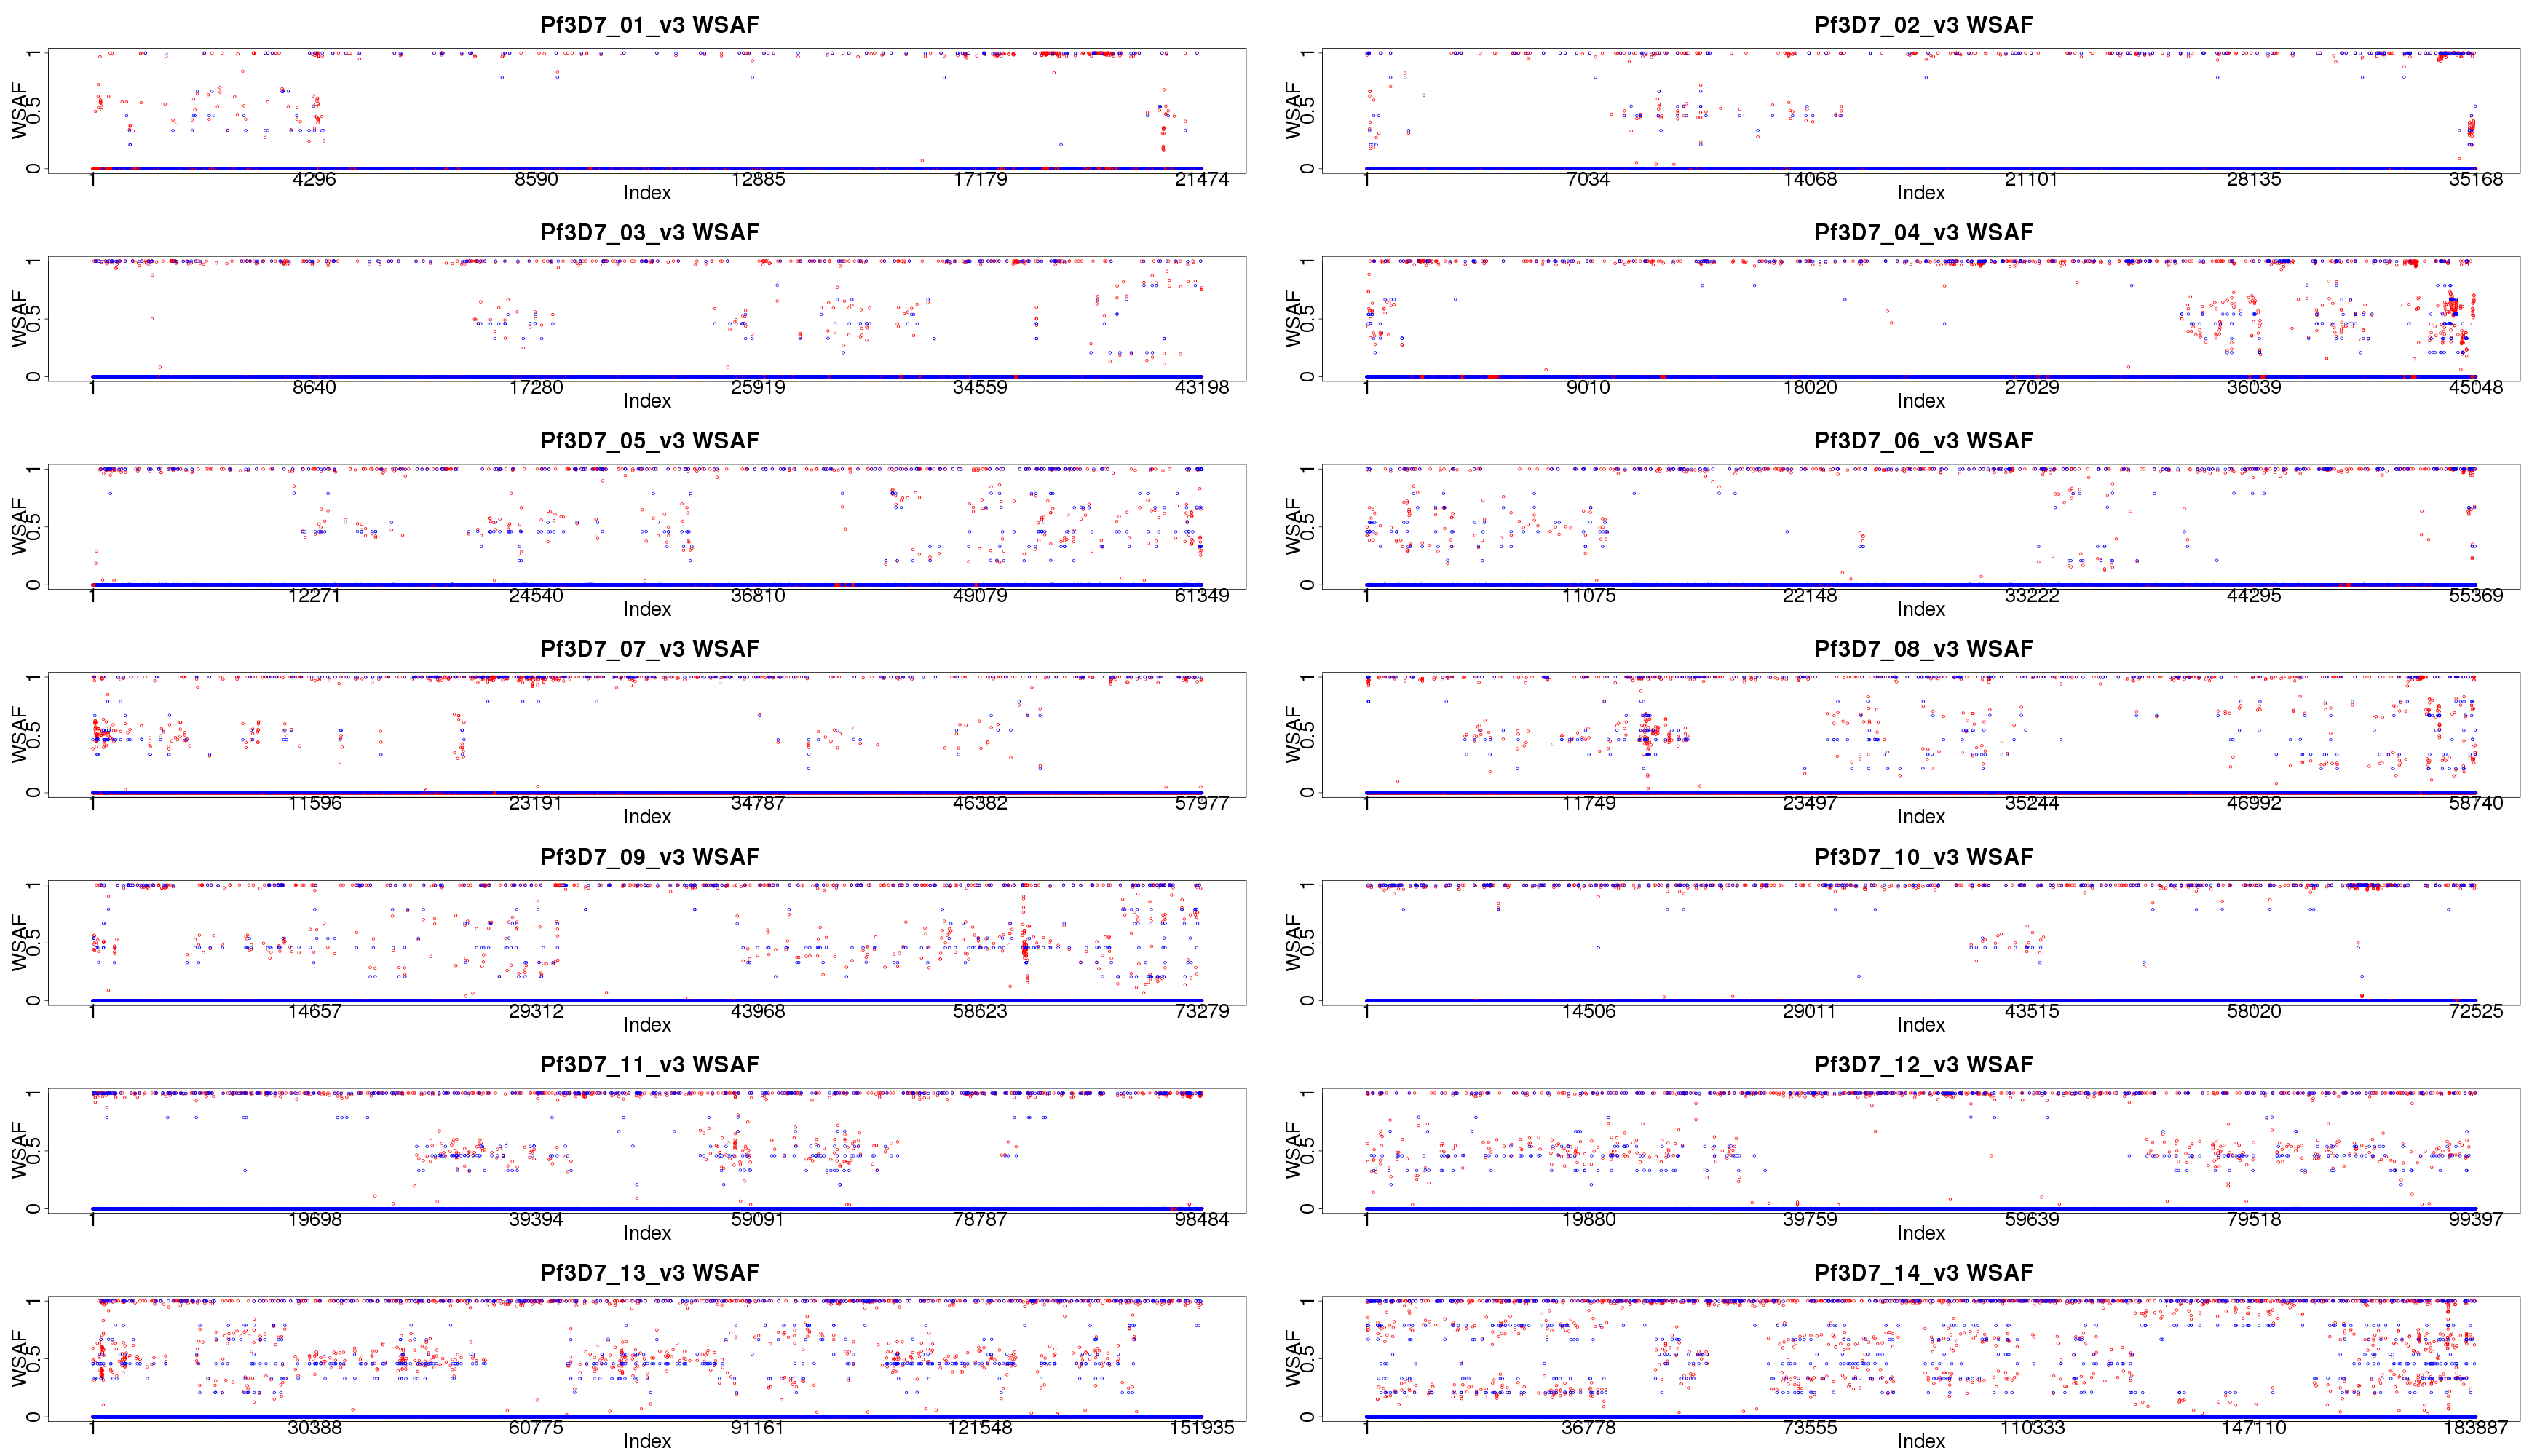 Pf3D7_01_v3 WSAF
WSAF
0 0.5 1
1 4296 8590 12885 17179 21474
Index
Pf3D7_02_v3 WSAF
WSAF
0 0.5 1
1 7034 14068 21101 28135 35168
Index
Pf3D7_03_v3 WSAF
WSAF
0 0.5 1
1 8640 17280 25919 34559 43198
Index
Pf3D7_04_v3 WSAF
WSAF
0 0.5 1
1 9010 18020 27029 36039 45048
Index
Pf3D7_05_v3 WSAF
WSAF
0 0.5 1
1 12271 24540 36810 49079 61349
Index
Pf3D7_06_v3 WSAF
WSAF
0 0.5 1
1 11075 22148 33222 44295 55369
Index
Pf3D7_07_v3 WSAF
WSAF
0 0.5 1
1 11596 23191 34787 46382 57977
Index
Pf3D7_08_v3 WSAF
WSAF
0 0.5 1
1 11749 23497 35244 46992 58740
Index
Pf3D7_09_v3 WSAF
WSAF
0 0.5 1
1 14657 29312 43968 58623 73279
Index
Pf3D7_10_v3 WSAF
WSAF
0 0.5 1
1 14506 29011 43515 58020 72525
Index
Pf3D7_11_v3 WSAF
WSAF
0 0.5 1
1 19698 39394 59091 78787 98484
Index
Pf3D7_12_v3 WSAF
WSAF
0 0.5 1
1 19880 39759 59639 79518 99397
Index
Pf3D7_13_v3 WSAF
WSAF
0 0.5 1
1 30388 60775 91161 121548 151935
Index
Pf3D7_14_v3 WSAF
WSAF
0 0.5 1
1 36778 73555 110333 147110 183887
Index